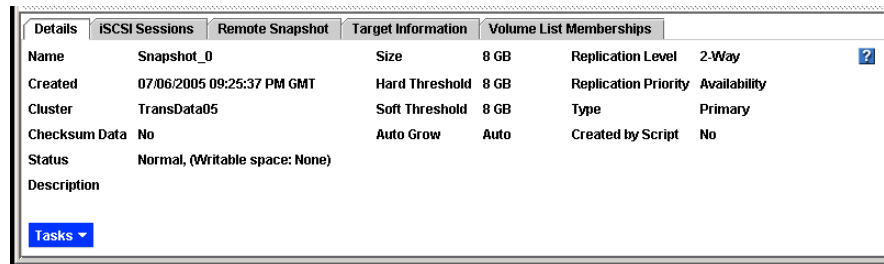 Details iSCSI Sessions Remote Snapshot Target Information Volume List Memberships
Name Snapshot_0 Size 8 GB Replication Level 2-Way ?
Created 07/06/2005 09:25:37 PM GMT Hard Threshold 8 GB Replication Priority Availability
Cluster TransData05 Soft Threshold 8 GB Type Primary
Checksum Data No Auto Grow Auto Created by Script No
Status Normal, (Writable space: None)
Description
Tasks